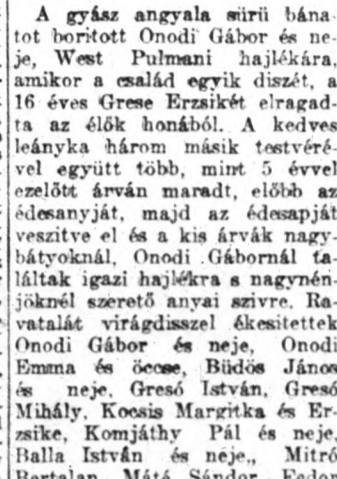 A gyász angyala sürü bána-
tot boritott Onodi Gábor és ne-
je, West Pulmani hajlékára,
amikor a család egyik diszét, a
16 éves Grese Erzsikét elragad-
ta az élők honából. A kedves
leányka három másik testvéré-
vel együtt több, mint 5 évvel
ezelőtt árván maradt, előbb az
édesanyját, majd az édesapját
veszitve el és a kis árvák nagy-
bátyoknál, Onodi Gábornál ta-
láltak igazi hajlékra s nagynén-
jöknél szerető anyai szivre. Ra-
vatalát virágdisszel ékesitettek
Onodi Gábor és neje, Onodi
Emma és öccse, Büdös János
és neje, Gresó István, Gresó
Mihály, Kocsis Margitka és Er-
zsike, Komjáthy Pál és neje,
Balla István és neje,, Mitró
Bertalan, Máté Sándor, Fedor